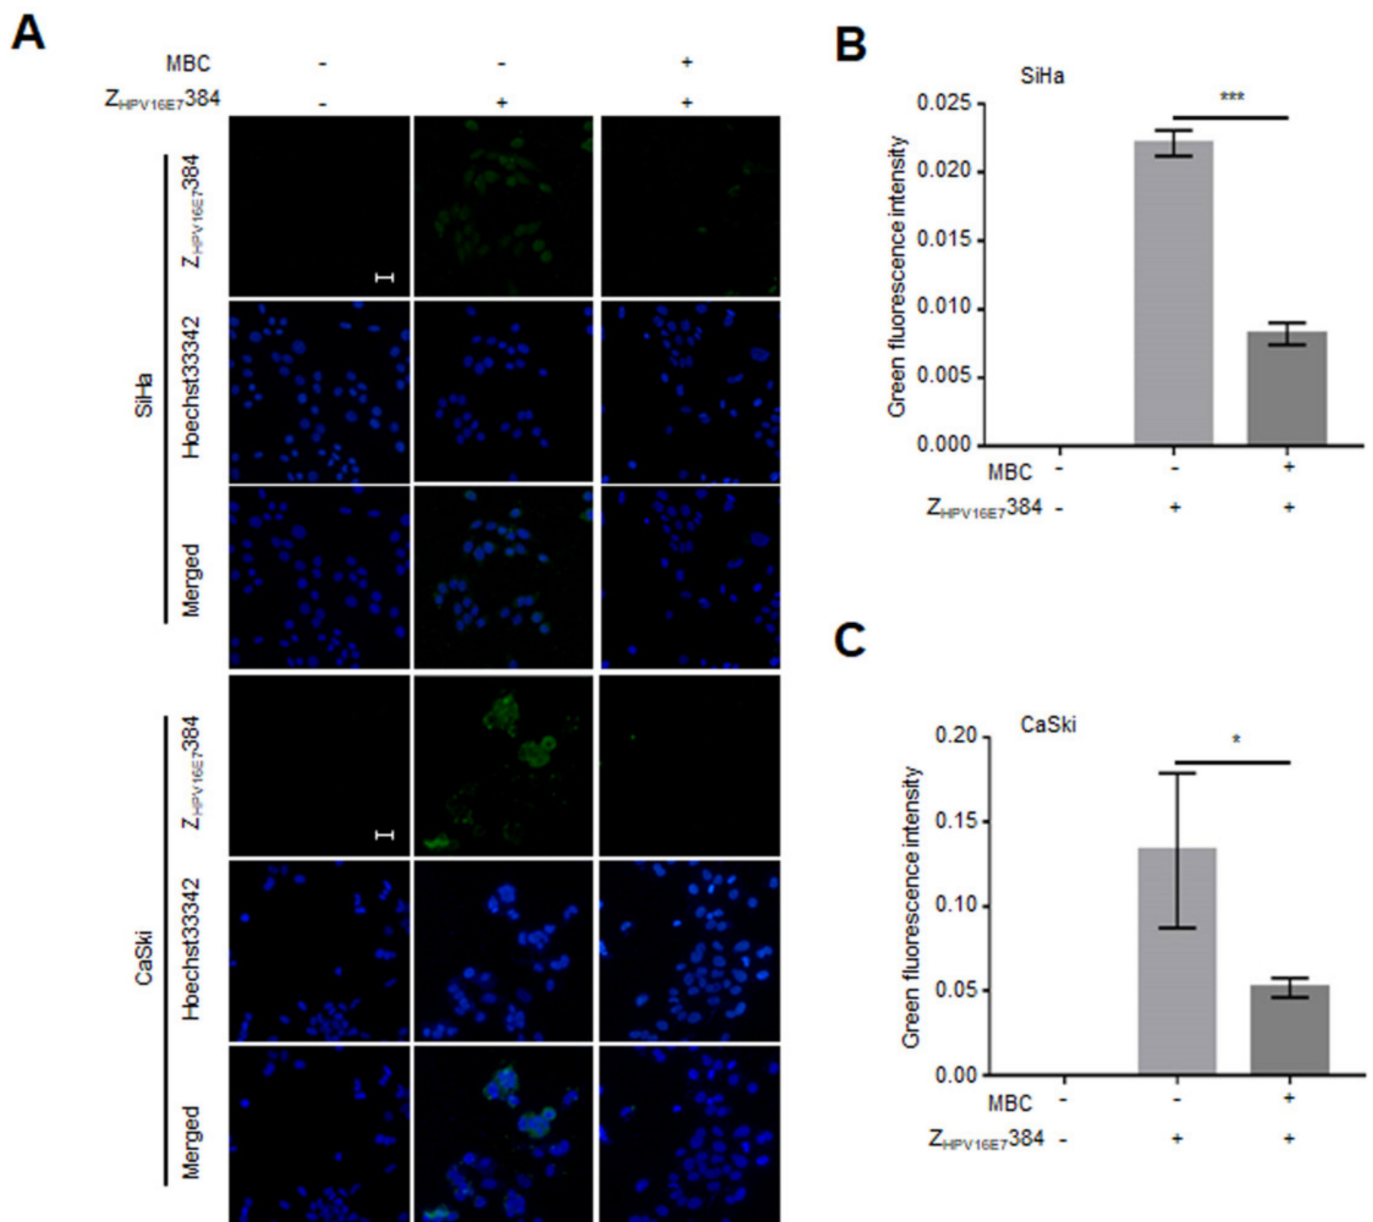 A
MBC - - +
ZHPV16E7384 - + +
SiHa
ZHPV16E7384
Hoechst33342
Merged
CaSki
ZHPV16E7384
Hoechst33342
Merged
B
SiHa
***
Green fluorescence intensity
0.025
0.020
0.015
0.010
0.005
0.000
MBC - - +
ZHPV16E7384 - + +
C
CaSki
*
Green fluorescence intensity
0.20
0.15
0.10
0.05
0.00
MBC - - +
ZHPV16E7384 - + +